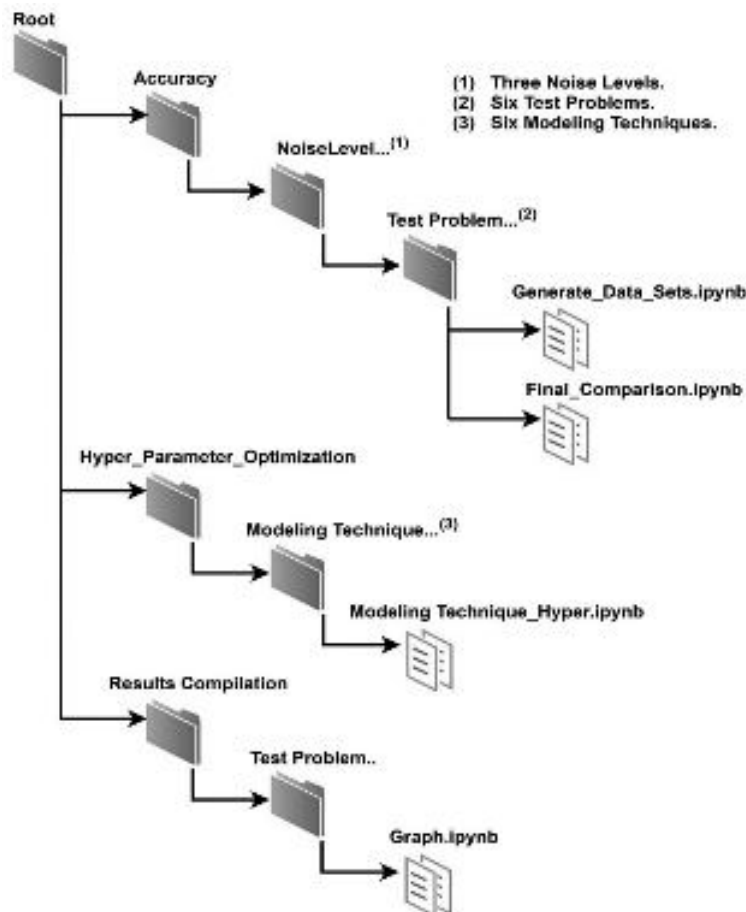 Root
Accuracy
(1) Three Noise Levels.
(2) Six Test Problems.
(3) Six Modeling Techniques.
NoiseLevel...(1)
Test Problem...(2)
Generate_Data_Sets.ipynb
Final_Comparison.ipynb
Hyper_Parameter_Optimization
Modeling Technique...(3)
Modeling Technique_Hyper.ipynb
Results Compilation
Test Problem..
Graph.ipynb